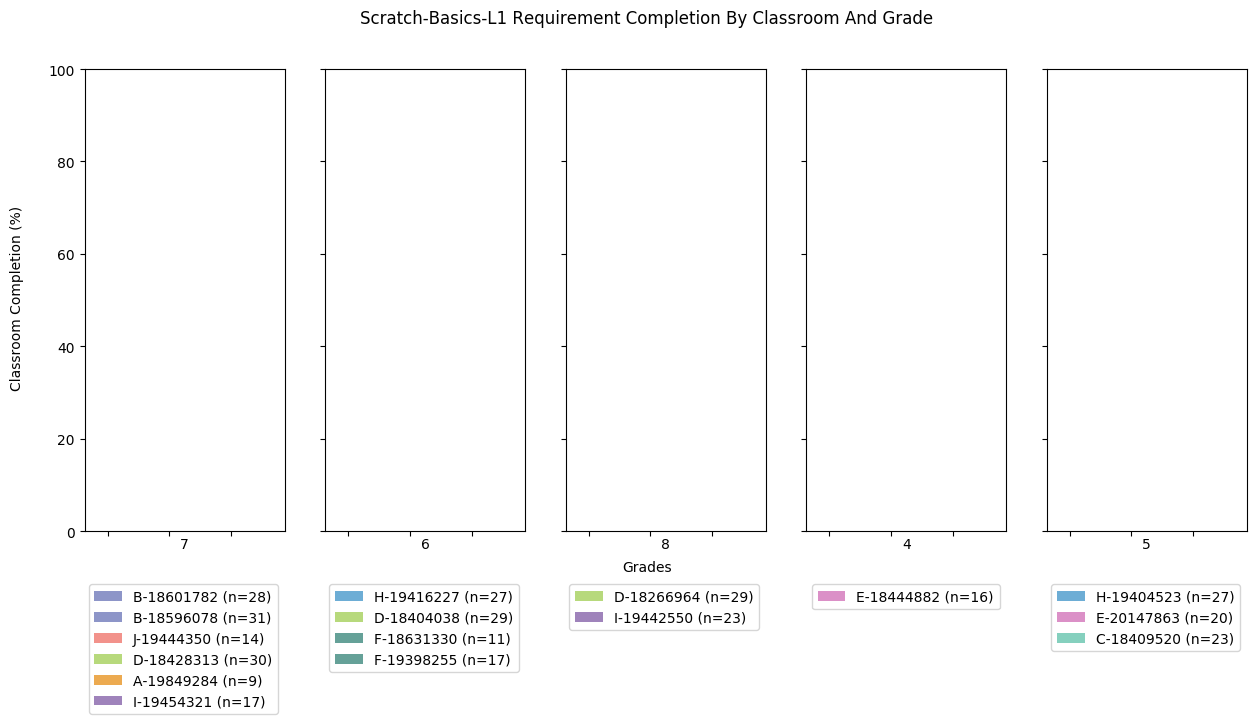 Scratch-Basics-L1 Requirement Completion By Classroom And Grade
Classroom Completion (%)
100
80
60
40
20
0
7
6
8
4
5
Grades
B-18601782 (n=28)
B-18596078 (n=31)
J-19444350 (n=14)
D-18428313 (n=30)
A-19849284 (n=9)
I-19454321 (n=17)
H-19416227 (n=27)
D-18404038 (n=29)
F-18631330 (n=11)
F-19398255 (n=17)
D-18266964 (n=29)
I-19442550 (n=23)
E-18444882 (n=16)
H-19404523 (n=27)
E-20147863 (n=20)
C-18409520 (n=23)